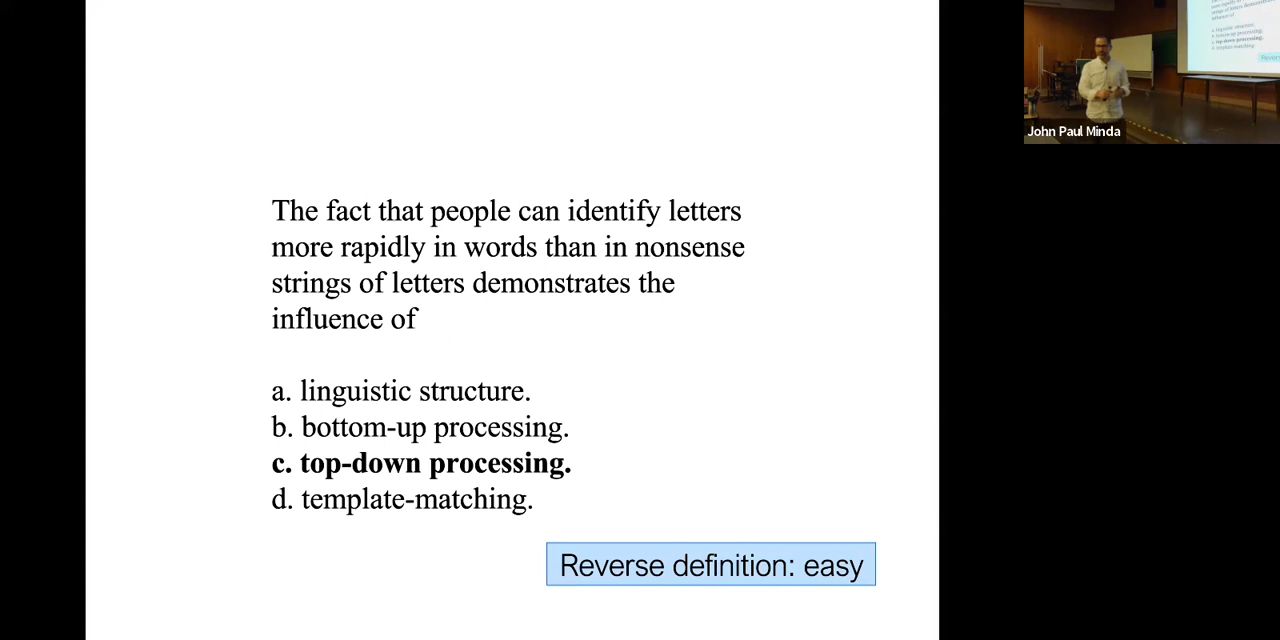 The fact that people can identify letters
more rapidly in words than in nonsense
strings of letters demonstrates the
influence of
a. linguistic structure.
b. bottom-up processing.
c. top-down processing.
d. template-matching.
Reverse definition: easy
John Paul Minda